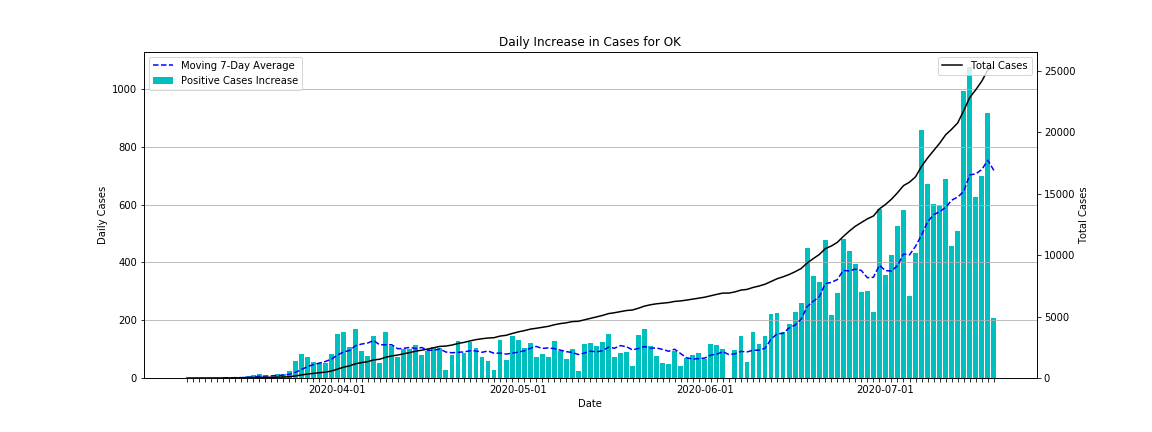 Daily Increase in Cases for OK
Moving 7-Day Average
Positive Cases Increase
Total Cases
1000
800
600
400
200
0
Daily Cases
25000
20000
15000
10000
5000
0
Total Cases
2020-04-01
2020-05-01
2020-06-01
2020-07-01
Date